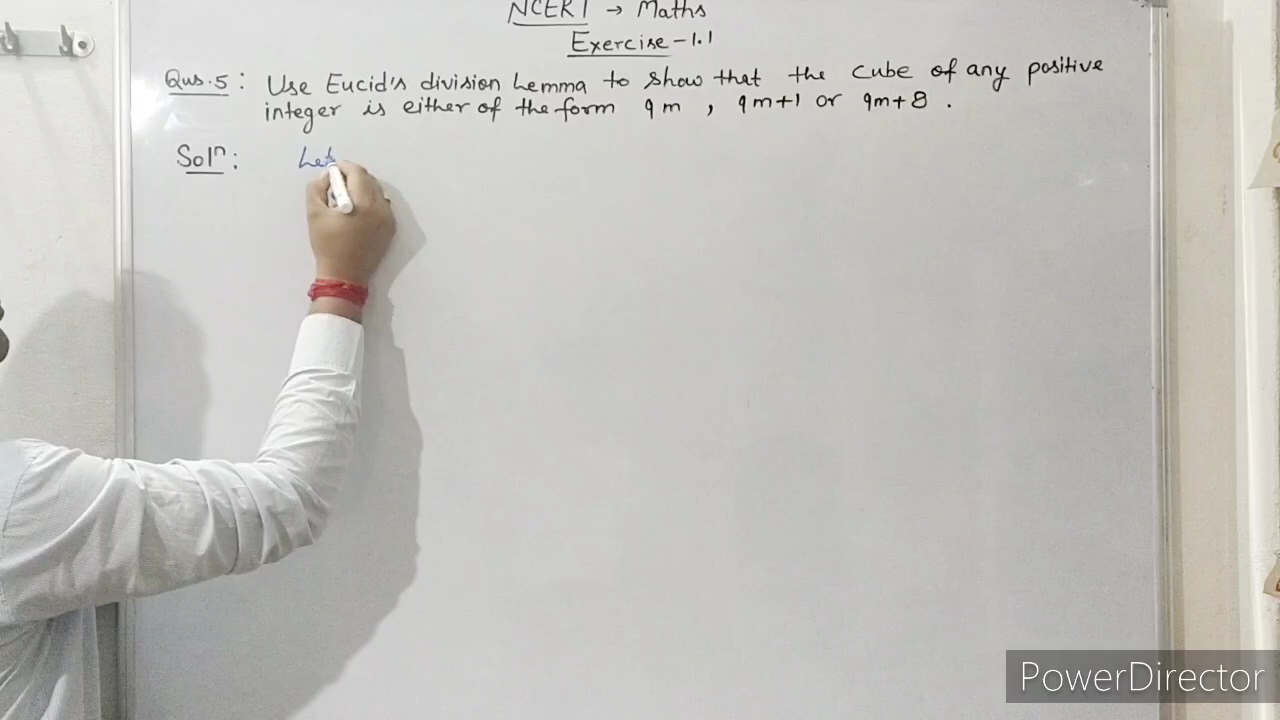 NCERT → Maths
Exercise - 1.1
Qus.5 : Use Eucid's division Lemma to show that the cube of any positive
integer is either of the form 9m , 9m+1 or 9m+8 .
Solⁿ : Let
PowerDirector